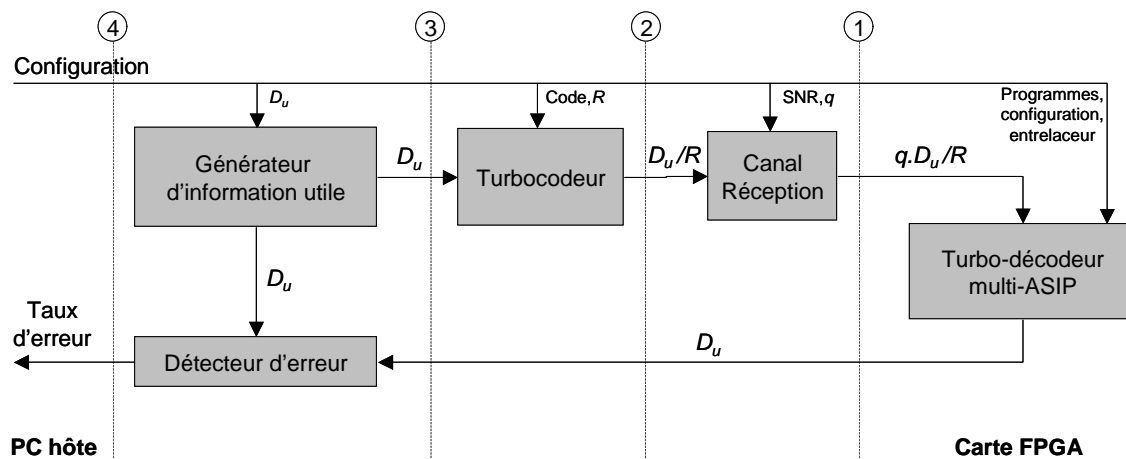 4
3
2
1
Configuration
D_u
Code,R
SNR,q
Programmes,
configuration,
entrelaceur
Générateur
d'information utile
D_u
Turbocodeur
D_u/R
Canal
Réception
q.D_u/R
Turbo-décodeur
multi-ASIP
D_u
Taux
d'erreur
Détecteur d'erreur
D_u
PC hôte
Carte FPGA